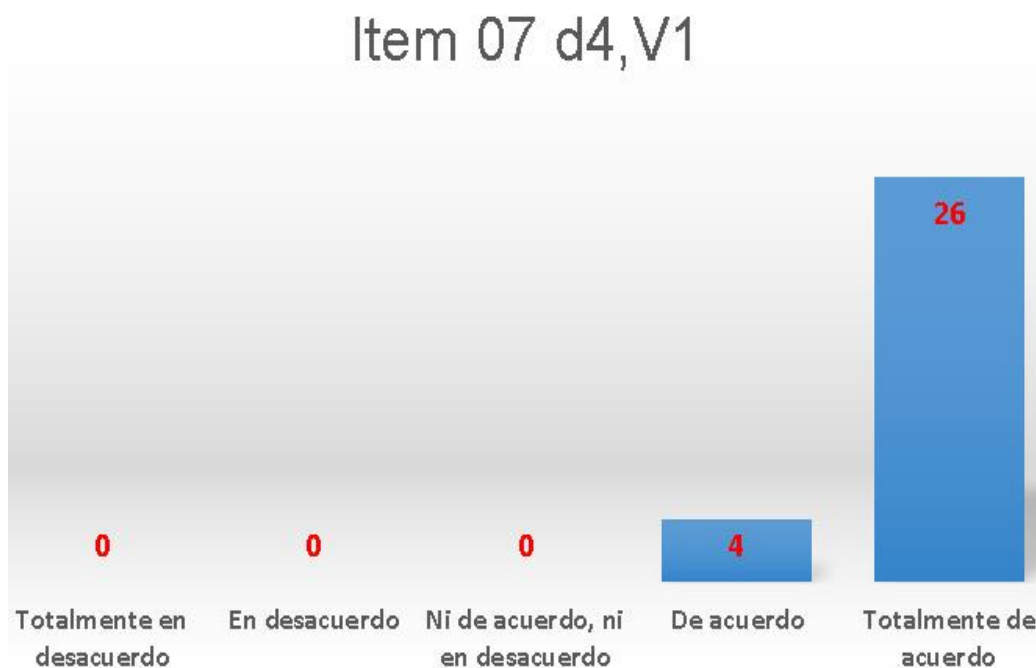 Item 07 d4,V1
26
0
0
0
4
Totalmente en
desacuerdo
En desacuerdo
Ni de acuerdo, ni
en desacuerdo
De acuerdo
Totalmente de
acuerdo